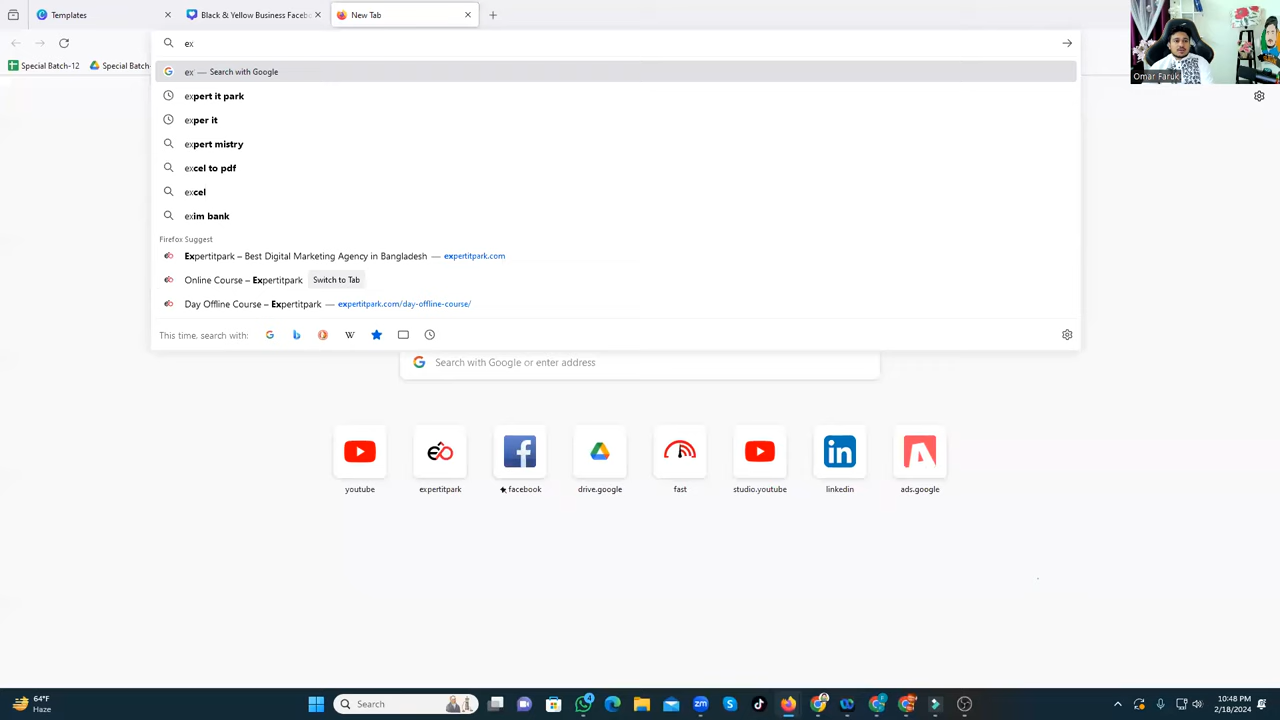 Templates
Black & Yellow Business Facebo
New Tab
ex
Special Batch-12
Special Batch-
ex — Search with Google
expert it park
exper it
expert mistry
excel to pdf
excel
exim bank
Firefox Suggest
Expertitpark – Best Digital Marketing Agency in Bangladesh — expertitpark.com
Online Course – Expertitpark Switch to Tab
Day Offline Course – Expertitpark — expertitpark.com/day-offline-course/
This time, search with:
Search with Google or enter address
youtube
expertitpark
facebook
drive.google
fast
studio.youtube
linkedin
ads.google
Omar Faruk
64°F
Haze
Search
10:48 PM
2/18/2024